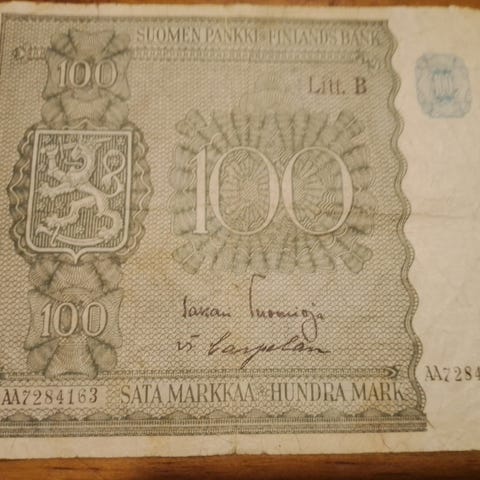 SUOMEN PANKKI - FINLANDS BANK
100
Litt. B
100
100
Sakari Tuomioja
Carpelan
AA7284
AA7284163
SATA MARKKAA HUNDRA MARK